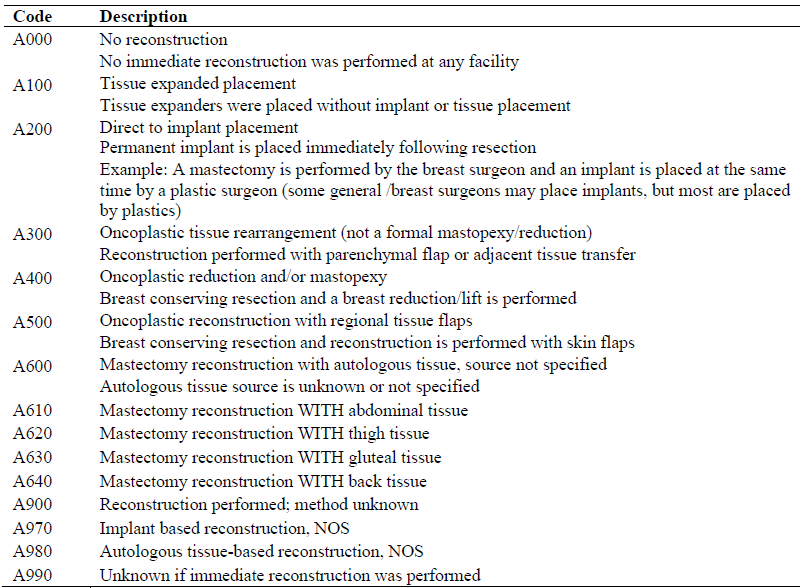 Code Description
A000 No reconstruction
No immediate reconstruction was performed at any facility
A100 Tissue expanded placement
Tissue expanders were placed without implant or tissue placement
A200 Direct to implant placement
Permanent implant is placed immediately following resection
Example: A mastectomy is performed by the breast surgeon and an implant is placed at the same
time by a plastic surgeon (some general /breast surgeons may place implants, but most are placed
by plastics)
A300 Oncoplastic tissue rearrangement (not a formal mastopexy/reduction)
Reconstruction performed with parenchymal flap or adjacent tissue transfer
A400 Oncoplastic reduction and/or mastopexy
Breast conserving resection and a breast reduction/lift is performed
A500 Oncoplastic reconstruction with regional tissue flaps
Breast conserving resection and reconstruction is performed with skin flaps
A600 Mastectomy reconstruction with autologous tissue, source not specified
Autologous tissue source is unknown or not specified
A610 Mastectomy reconstruction WITH abdominal tissue
A620 Mastectomy reconstruction WITH thigh tissue
A630 Mastectomy reconstruction WITH gluteal tissue
A640 Mastectomy reconstruction WITH back tissue
A900 Reconstruction performed; method unknown
A970 Implant based reconstruction, NOS
A980 Autologous tissue-based reconstruction, NOS
A990 Unknown if immediate reconstruction was performed